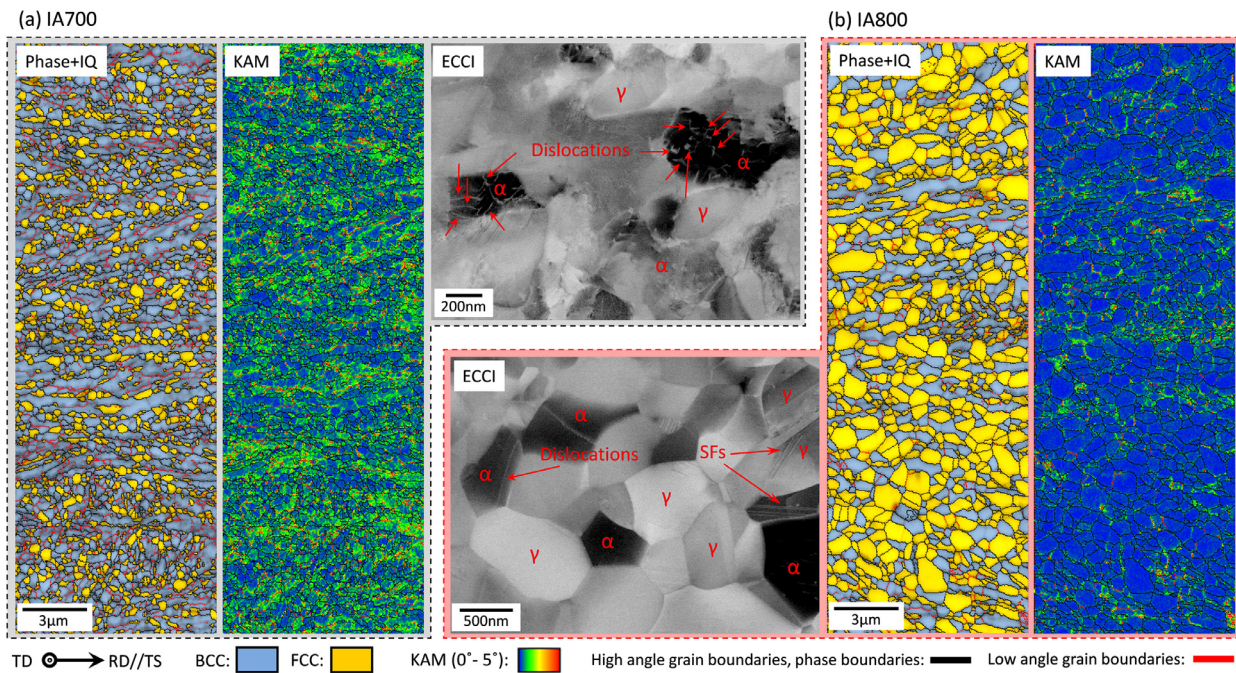 (a) IA700
(b) IA800
Phase+IQ
KAM
ECCI
Phase+IQ
KAM
γ
Dislocations
α
α
γ
α
200nm
ECCI
γ
α
Dislocations
SFs
γ
α
γ
γ
α
γ
α
3μm
500nm
3μm
TD RD//TS BCC: FCC: KAM (0˚- 5˚): High angle grain boundaries, phase boundaries: Low angle grain boundaries: